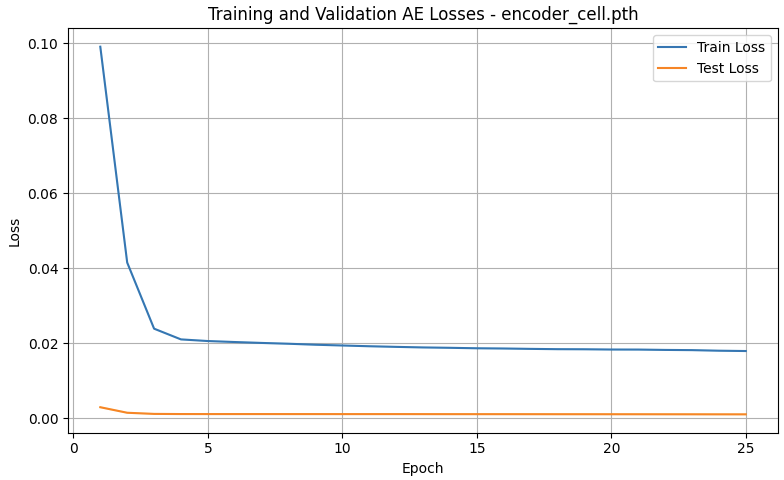 Training and Validation AE Losses - encoder_cell.pth
Train Loss
Test Loss
0.10
0.08
0.06
0.04
0.02
0.00
Loss
0 5 10 15 20 25
Epoch